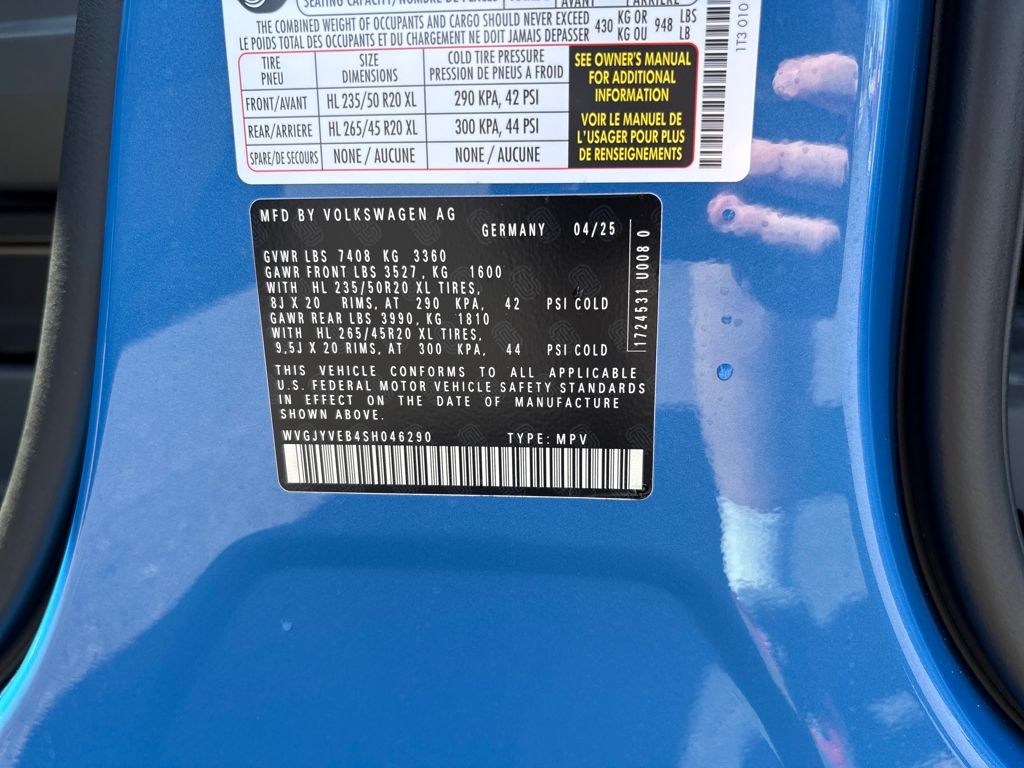 SEATING CAPACITY/NOMBRE DE PLACES
AVANT
ARRIÈRE
THE COMBINED WEIGHT OF OCCUPANTS AND CARGO SHOULD NEVER EXCEED 430 KG OR 948 LBS
LE POIDS TOTAL DES OCCUPANTS ET DU CHARGEMENT NE DOIT JAMAIS DEPASSER KG OU LB
TIRE SIZE COLD TIRE PRESSURE
PNEU DIMENSIONS PRESSION DE PNEUS A FROID
FRONT/AVANT HL 235/50 R20 XL 290 KPA, 42 PSI
REAR/ARRIERE HL 265/45 R20 XL 300 KPA, 44 PSI
SPARE/DE SECOURS NONE / AUCUNE NONE / AUCUNE
SEE OWNER'S MANUAL
FOR ADDITIONAL
INFORMATION
VOIR LE MANUEL DE
L'USAGER POUR PLUS
DE RENSEIGNEMENTS
1T3 010
MFD BY VOLKSWAGEN AG
GERMANY 04/25
GVWR LBS 7408 KG 3360
GAWR FRONT LBS 3527, KG 1600
WITH HL 235/50R20 XL TIRES,
8J X 20 RIMS, AT 290 KPA, 42 PSI COLD
GAWR REAR LBS 3990, KG 1810
WITH HL 265/45R20 XL TIRES,
9,5J X 20 RIMS, AT 300 KPA, 44 PSI COLD
THIS VEHICLE CONFORMS TO ALL APPLICABLE
U.S. FEDERAL MOTOR VEHICLE SAFETY STANDARDS
IN EFFECT ON THE DATE OF MANUFACTURE
SHOWN ABOVE.
WVGJYVEB4SH046290 TYPE: MPV
1724531 U008 0